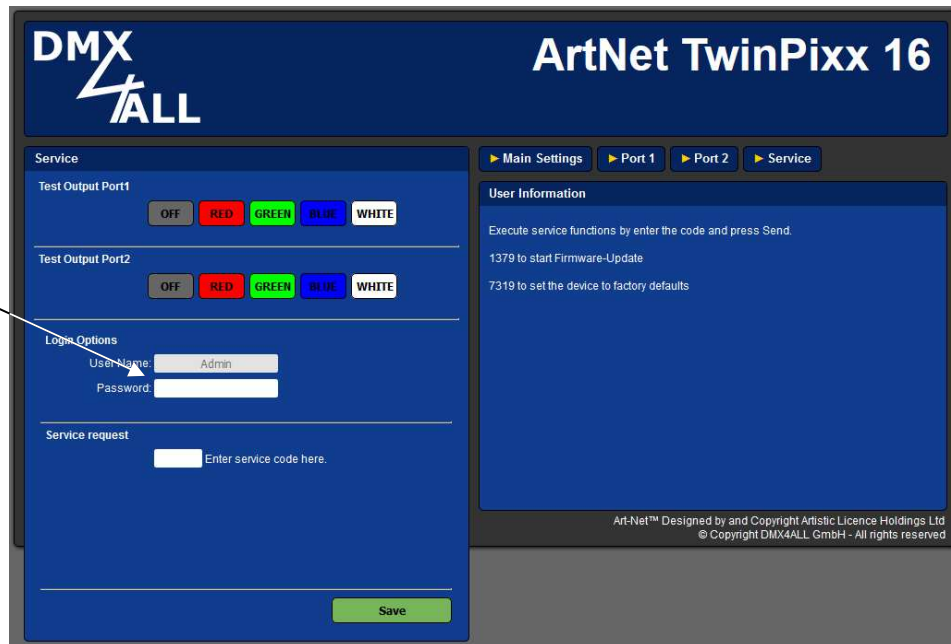 DMX
4ALL
ArtNet TwinPixx 16
Service
Test Output Port1
OFF RED GREEN BLUE WHITE
Test Output Port2
OFF RED GREEN BLUE WHITE
Login Options
User Name: Admin
Password:
Service request
Enter service code here.
Save
Main Settings Port 1 Port 2 Service
User Information
Execute service functions by enter the code and press Send.
1379 to start Firmware-Update
7319 to set the device to factory defaults
Art-Net™ Designed by and Copyright Artistic Licence Holdings Ltd
© Copyright DMX4ALL GmbH - All rights reserved